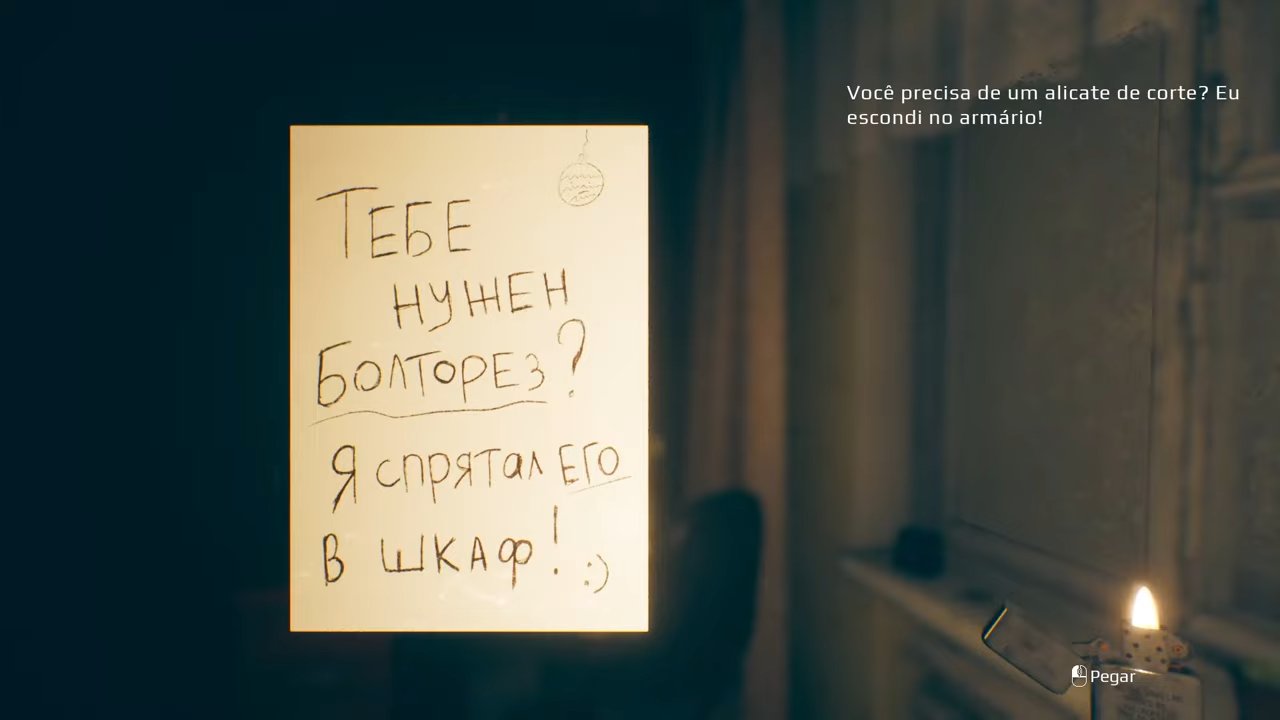 ТЕБЕ
НУЖЕН
БОЛТОРЕЗ?
Я СПРЯТАЛ ЕГО
В ШКАФ! :)
Você precisa de um alicate de corte? Eu
escondi no armário!
Pegar